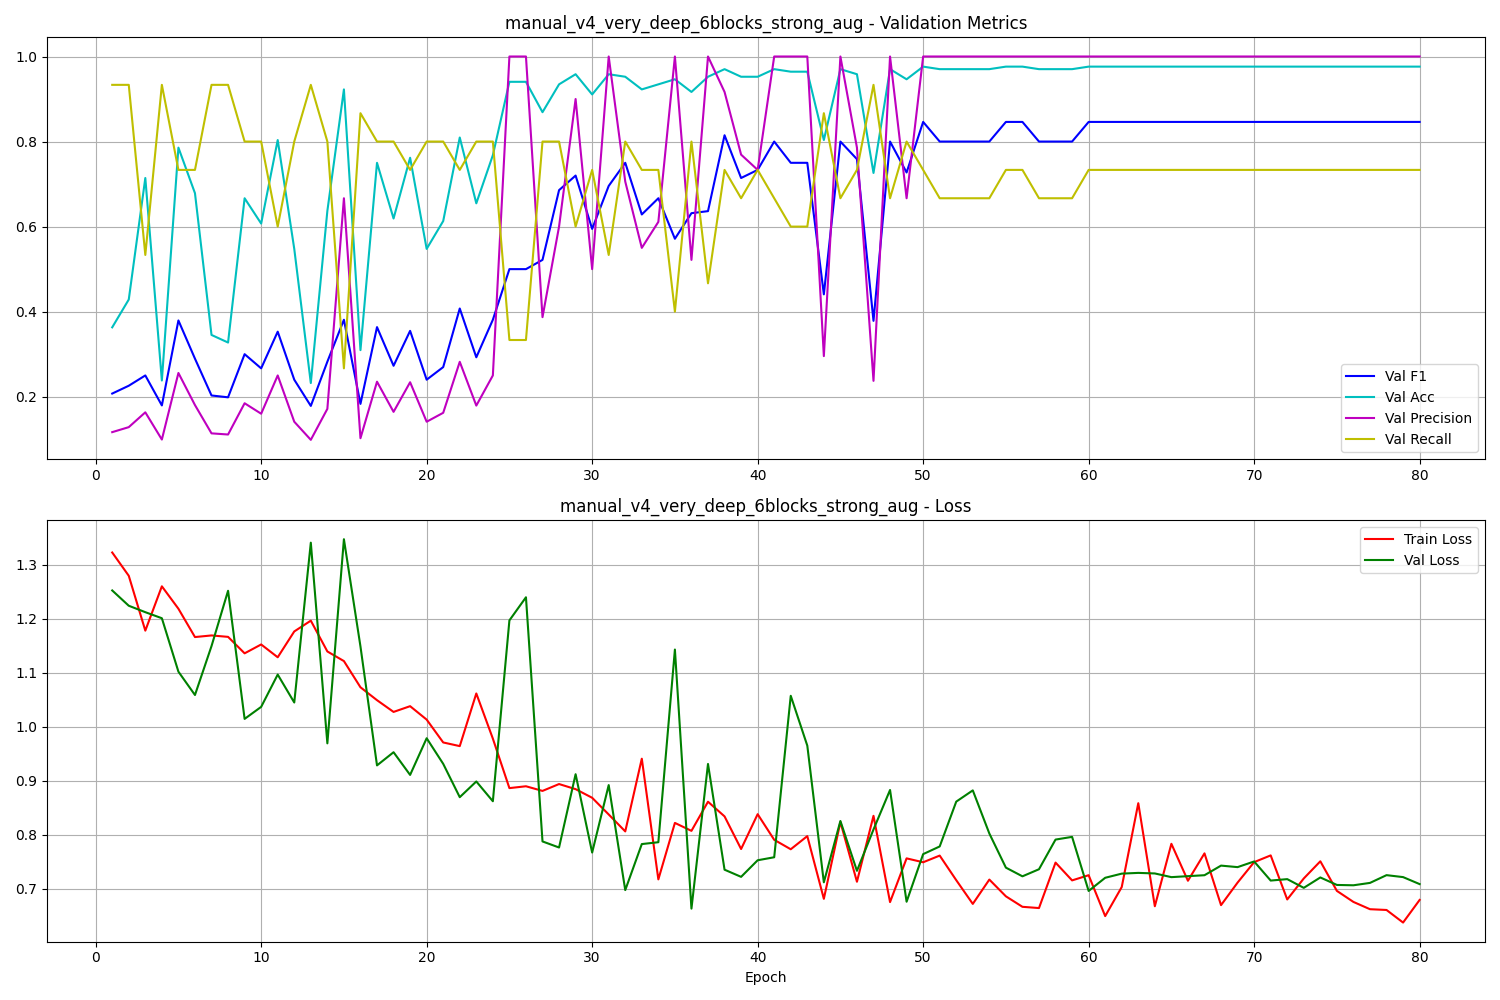 manual_v4_very_deep_6blocks_strong_aug - Validation Metrics
1.0
0.8
0.6
0.4
0.2
Val F1
Val Acc
Val Precision
Val Recall
0 10 20 30 40 50 60 70 80
manual_v4_very_deep_6blocks_strong_aug - Loss
Train Loss
Val Loss
1.3
1.2
1.1
1.0
0.9
0.8
0.7
0 10 20 30 40 50 60 70 80
Epoch